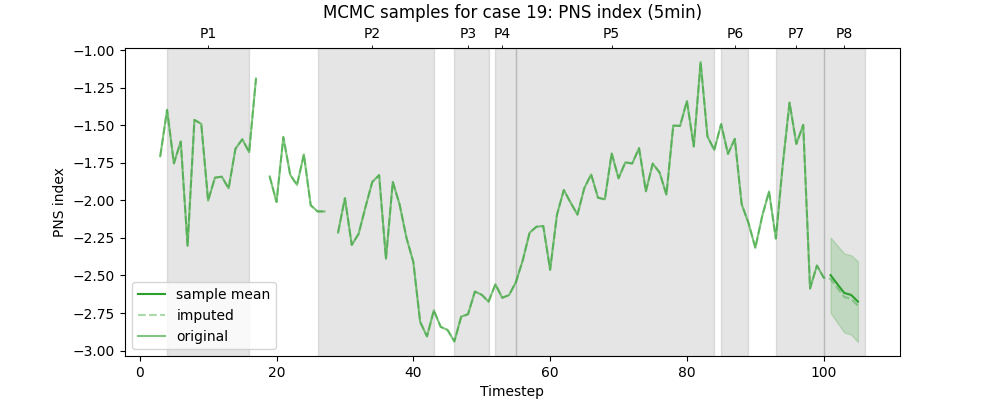 MCMC samples for case 19: PNS index (5min)
P1 P2 P3 P4 P5 P6 P7 P8
−1.00
−1.25
−1.50
−1.75
−2.00
−2.25
−2.50
−2.75
−3.00
PNS index
sample mean
imputed
original
0 20 40 60 80 100
Timestep